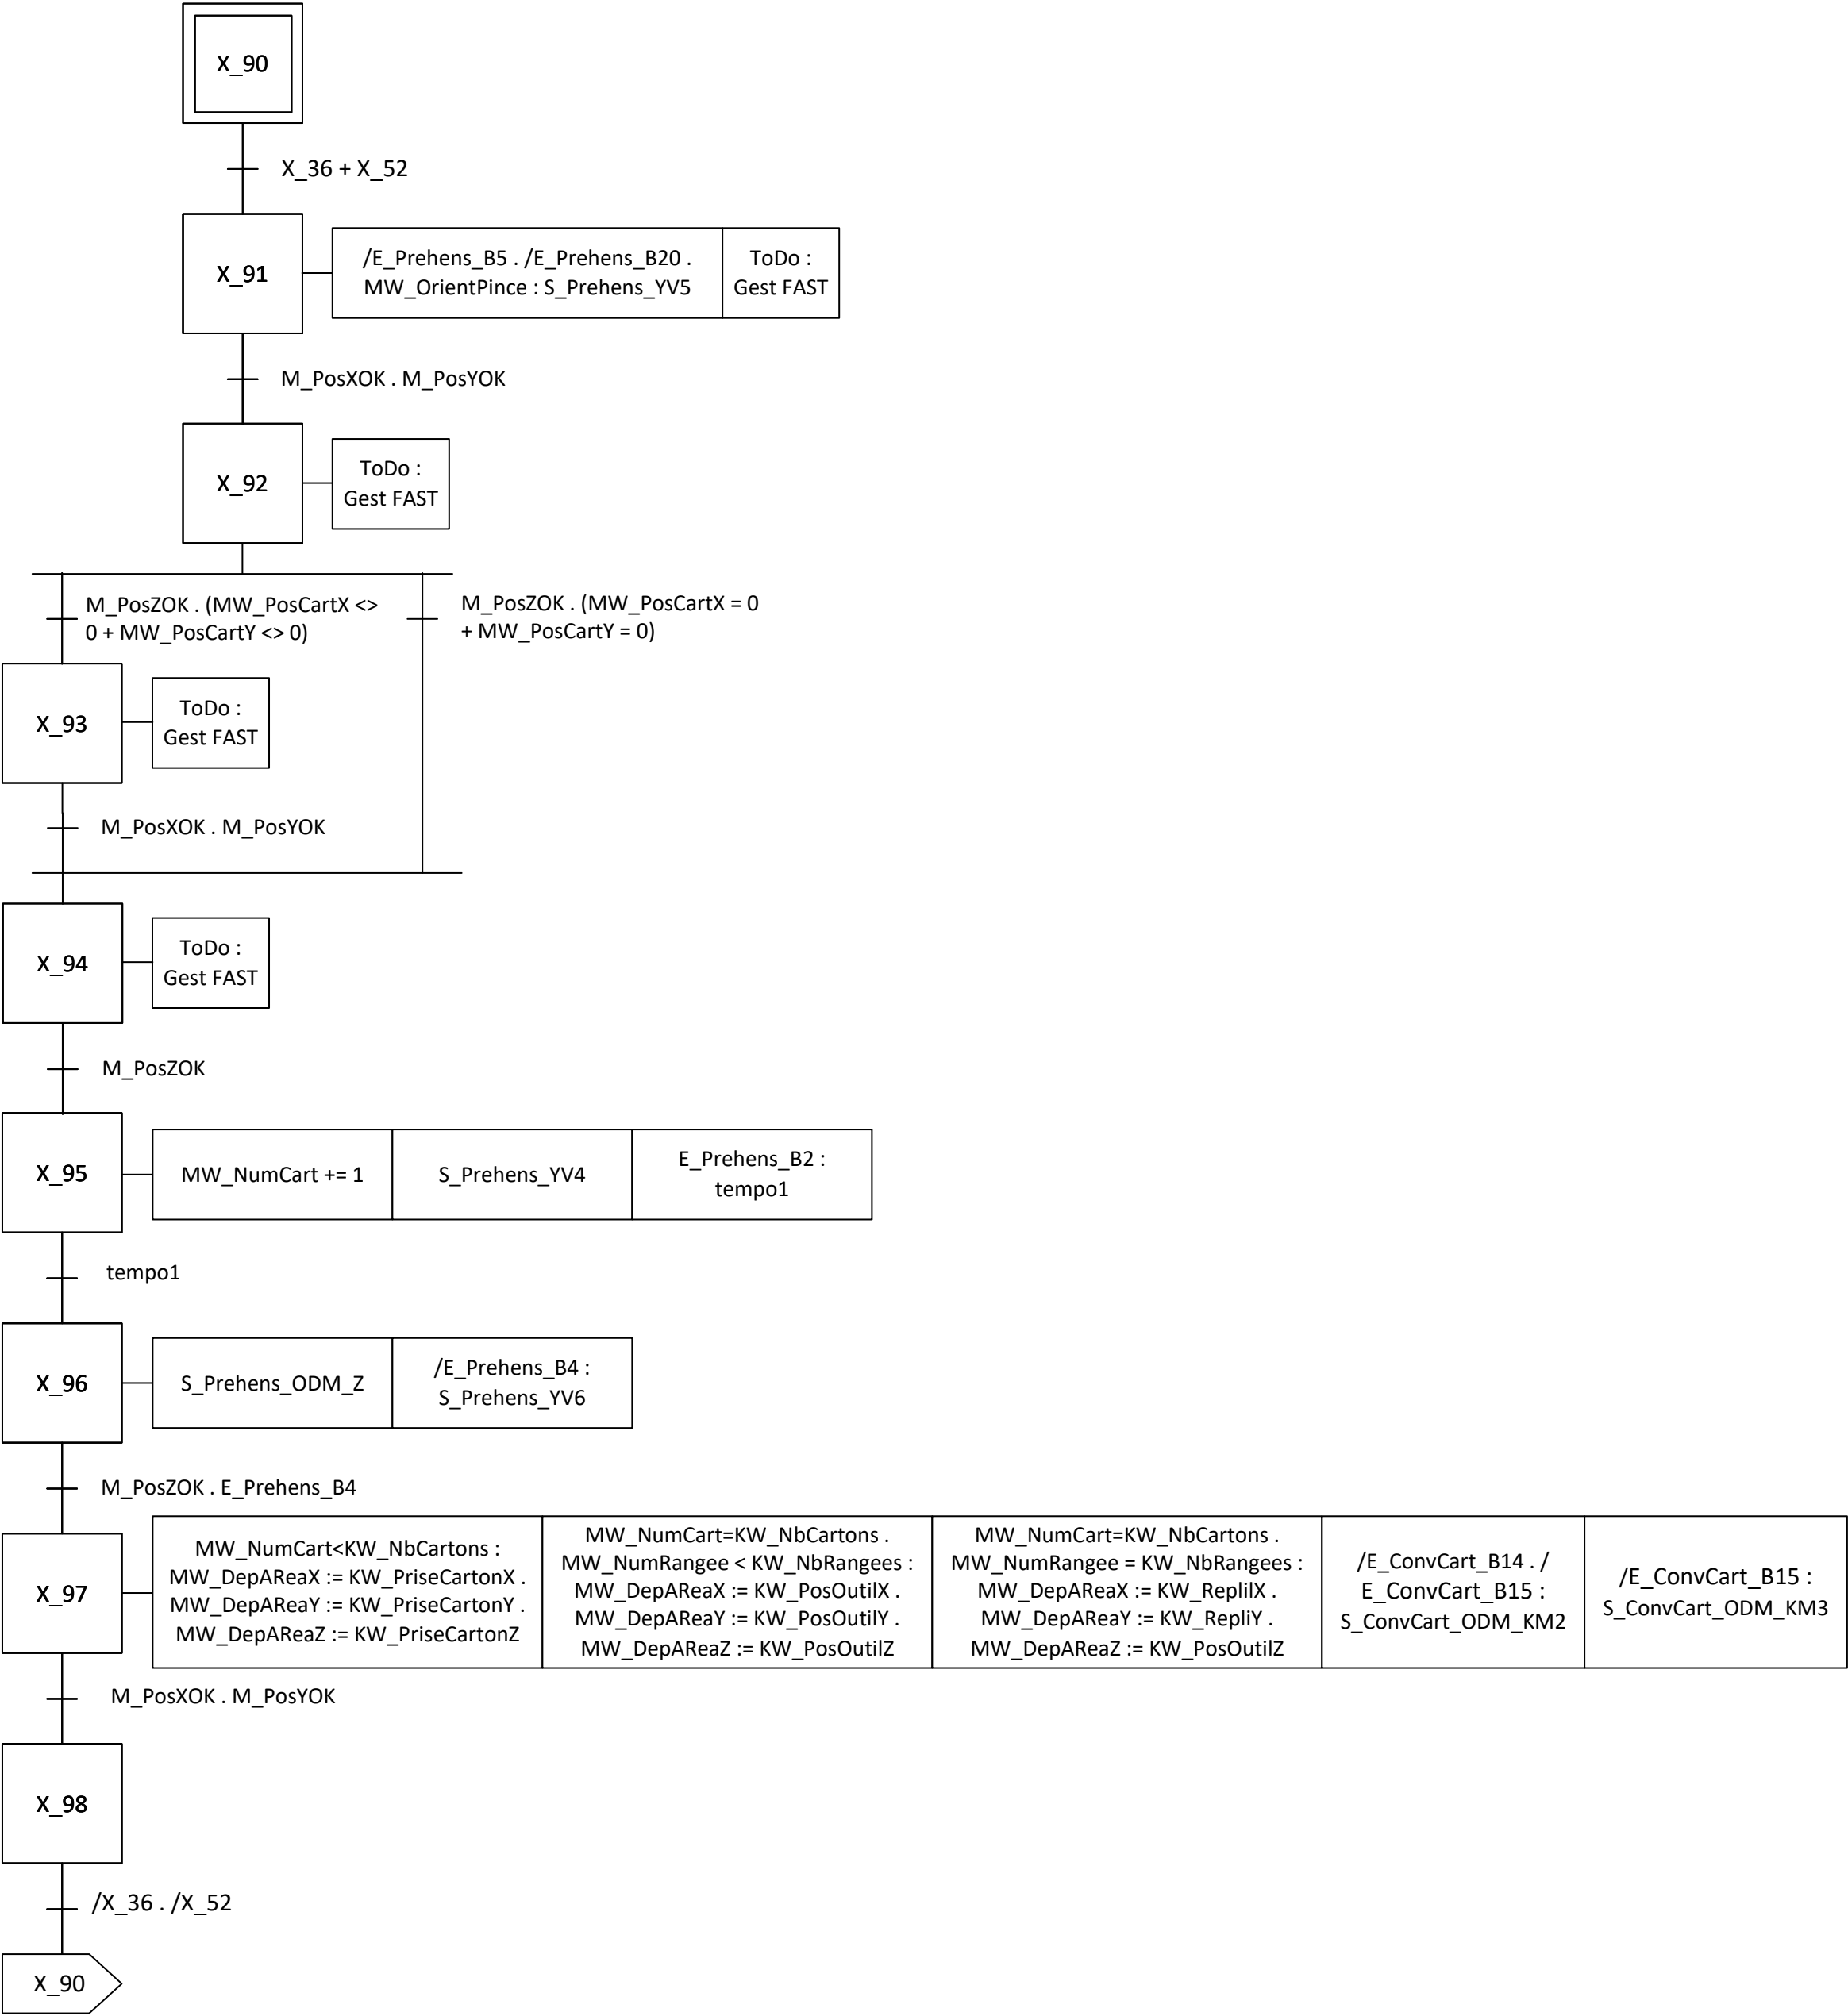 X_90
X_36 + X_52
X_91
/E_Prehens_B5 . /E_Prehens_B20 .
MW_OrientPince : S_Prehens_YV5
ToDo :
Gest FAST
M_PosXOK . M_PosYOK
X_92
ToDo :
Gest FAST
M_PosZOK . (MW_PosCartX <>
0 + MW_PosCartY <> 0)
M_PosZOK . (MW_PosCartX = 0
+ MW_PosCartY = 0)
X_93
ToDo :
Gest FAST
M_PosXOK . M_PosYOK
X_94
ToDo :
Gest FAST
M_PosZOK
X_95
MW_NumCart += 1
S_Prehens_YV4
E_Prehens_B2 :
tempo1
tempo1
X_96
S_Prehens_ODM_Z
/E_Prehens_B4 :
S_Prehens_YV6
M_PosZOK . E_Prehens_B4
X_97
MW_NumCart<KW_NbCartons :
MW_DepAReaX := KW_PriseCartonX .
MW_DepAReaY := KW_PriseCartonY .
MW_DepAReaZ := KW_PriseCartonZ
MW_NumCart=KW_NbCartons .
MW_NumRangee < KW_NbRangees :
MW_DepAReaX := KW_PosOutilX .
MW_DepAReaY := KW_PosOutilY .
MW_DepAReaZ := KW_PosOutilZ
MW_NumCart=KW_NbCartons .
MW_NumRangee = KW_NbRangees :
MW_DepAReaX := KW_ReplilX .
MW_DepAReaY := KW_RepliY .
MW_DepAReaZ := KW_PosOutilZ
/E_ConvCart_B14 . /
E_ConvCart_B15 :
S_ConvCart_ODM_KM2
/E_ConvCart_B15 :
S_ConvCart_ODM_KM3
M_PosXOK . M_PosYOK
X_98
/X_36 . /X_52
X_90